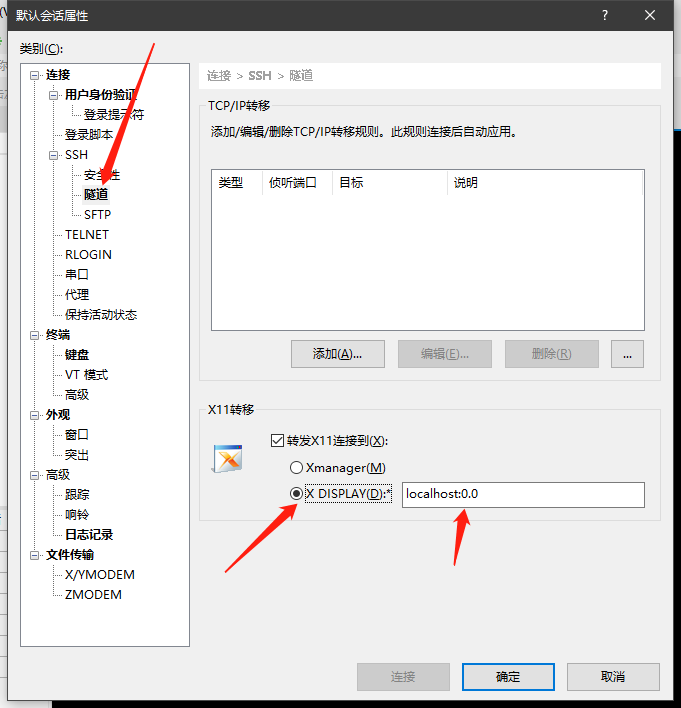 默认会话属性
?
类别(C):
连接
用户身份验证
登录提示符
登录脚本
SSH
安全性
隧道
SFTP
TELNET
RLOGIN
串口
代理
保持活动状态
终端
键盘
VT 模式
高级
外观
窗口
突出
高级
跟踪
响铃
日志记录
文件传输
X/YMODEM
ZMODEM
连接 > SSH > 隧道
TCP/IP转移
添加/编辑/删除TCP/IP转移规则。此规则连接后自动应用。
类型 侦听端口 目标 说明
添加(A)... 编辑(E)... 删除(R) ...
X11转移
转发X11连接到(X):
Xmanager(M)
X DISPLAY(D):* localhost:0.0
连接 确定 取消